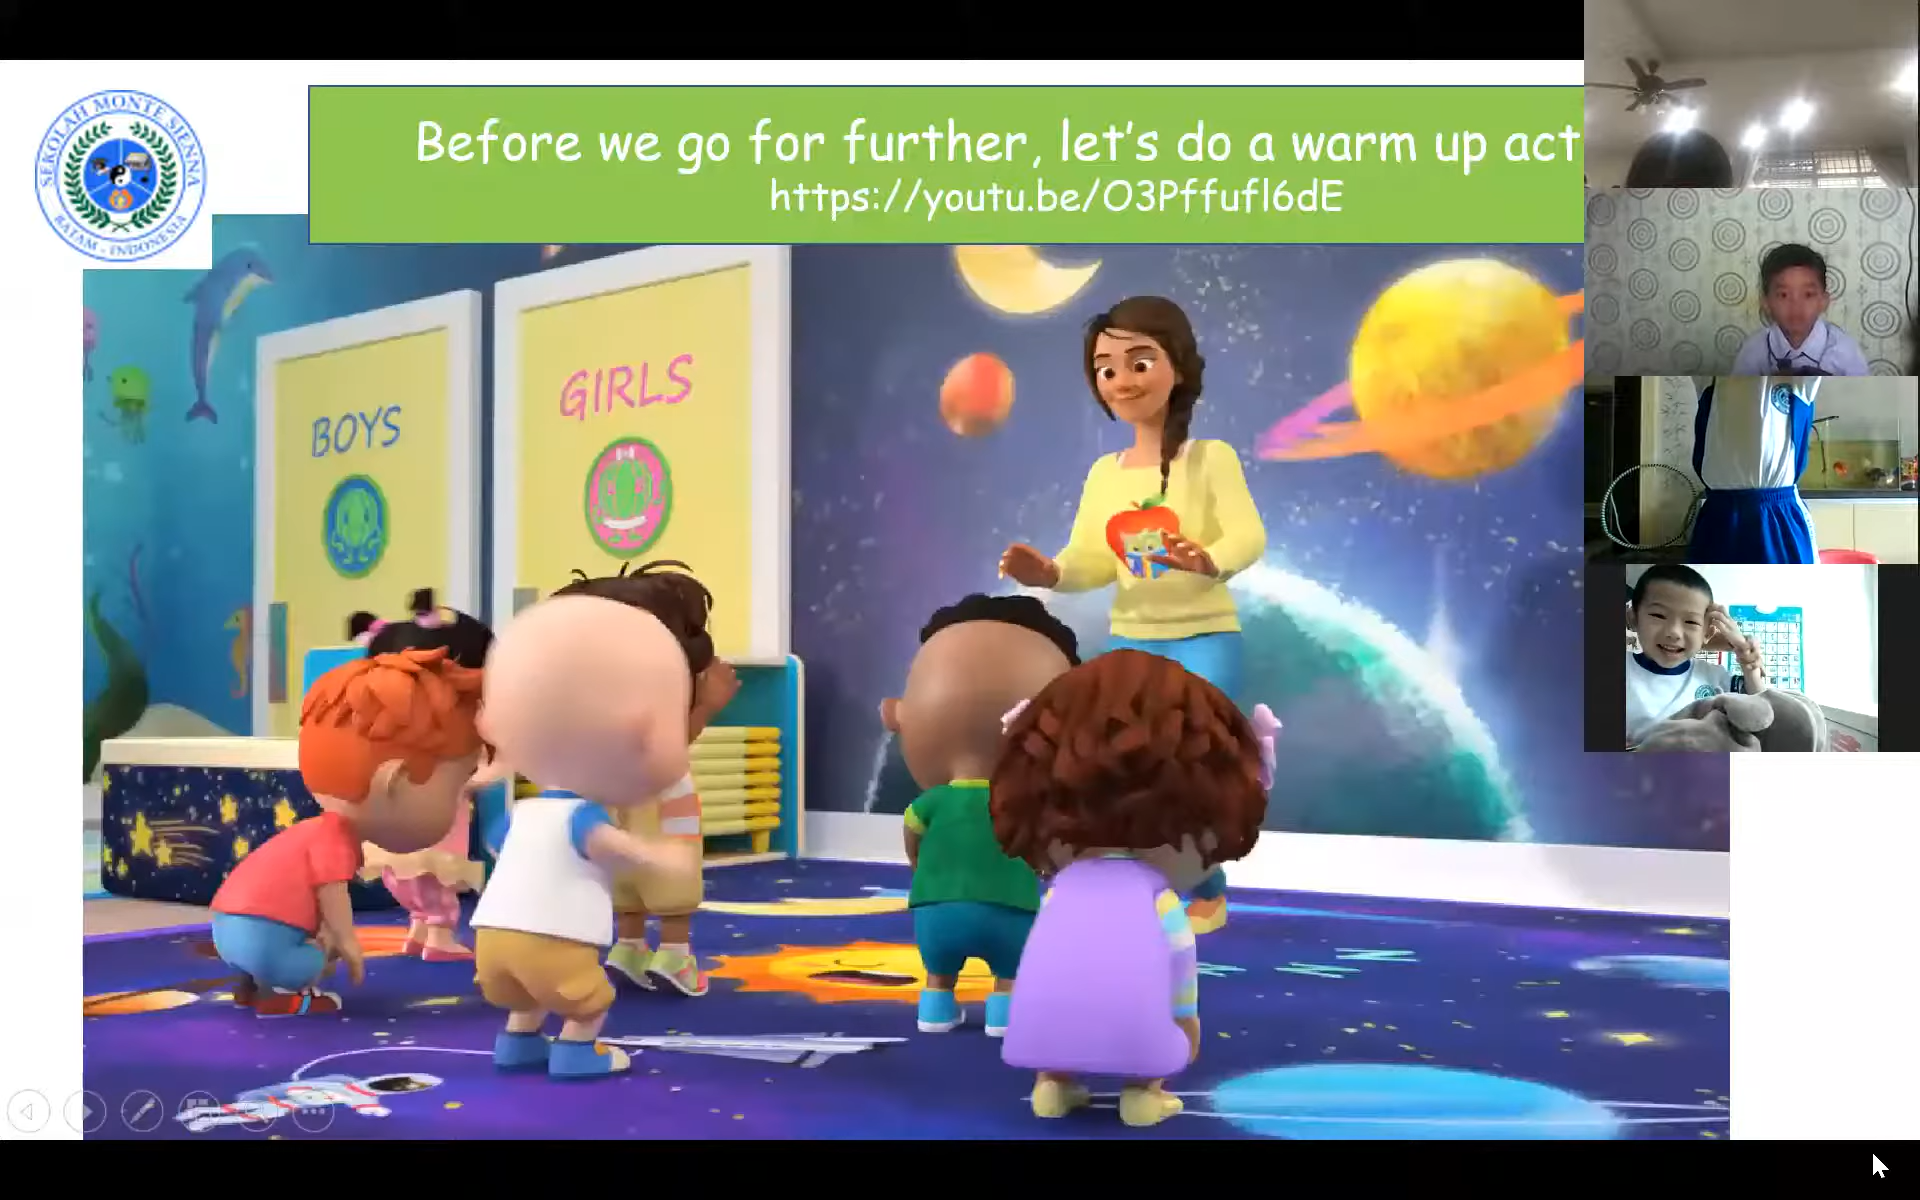 SEKOLAH MONTE SIENNA
BATAM - INDONESIA
Before we go for further, let's do a warm up act
https://youtu.be/O3Pffufl6dE
BOYS
GIRLS